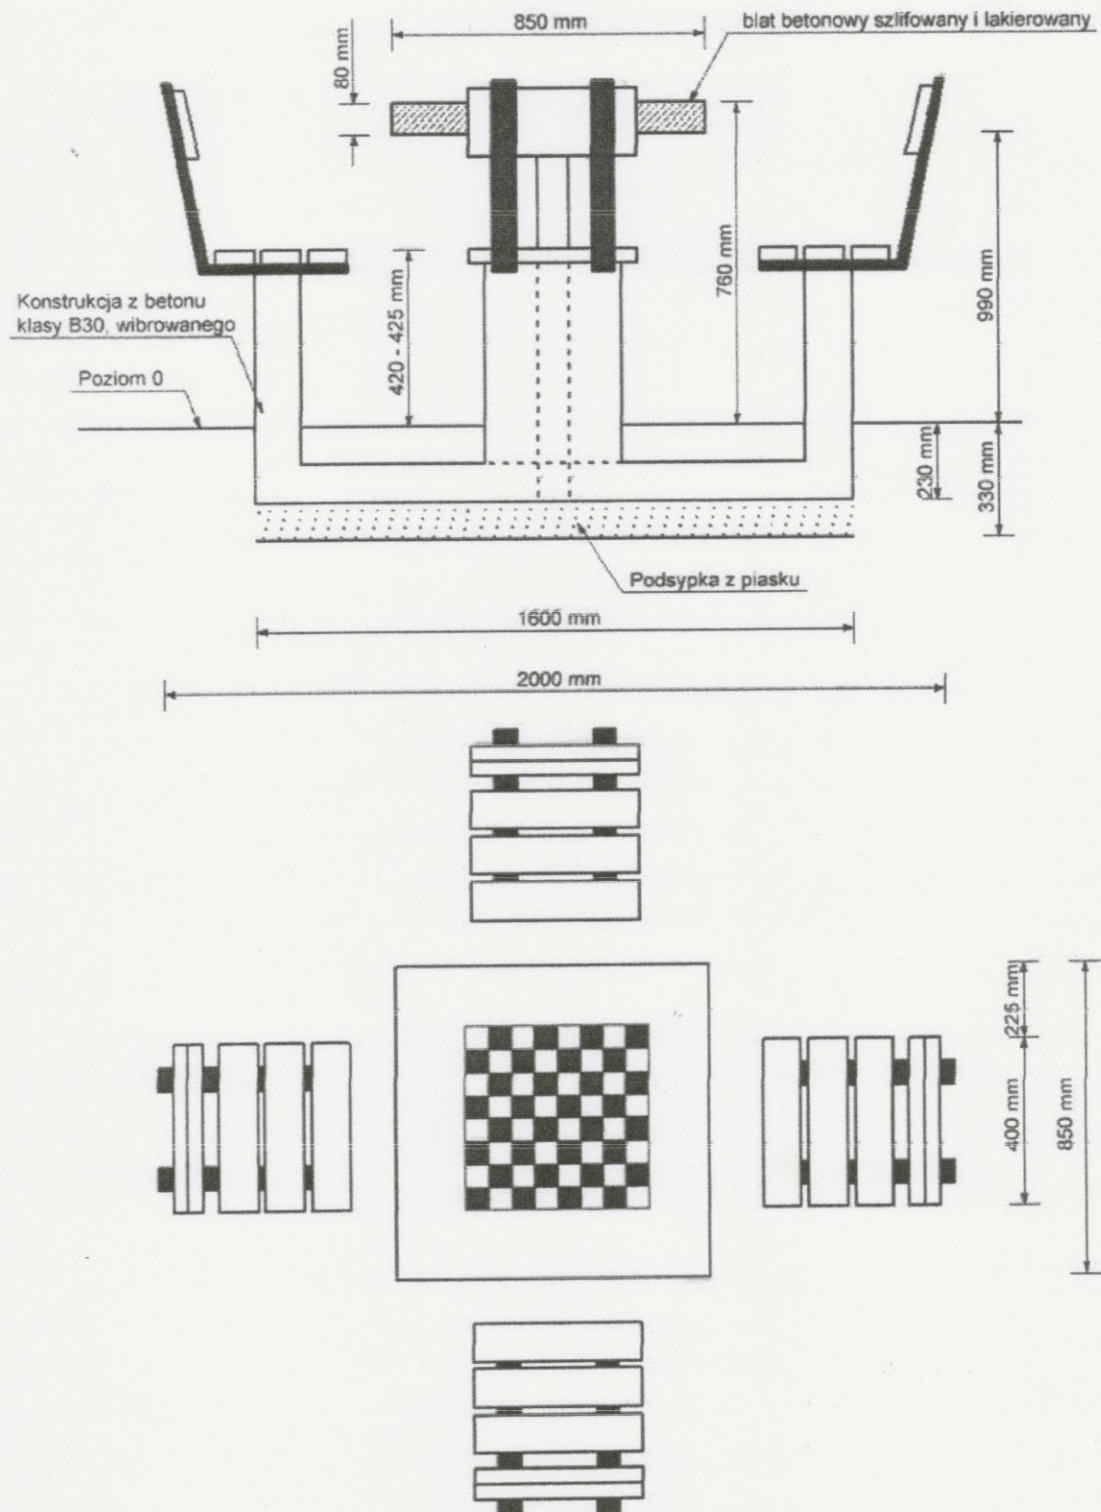 850 mm
blat betonowy szlifowany i lakierowany
80 mm
Konstrukcja z betonu
klasy B30, wibrowanego
420 - 425 mm
760 mm
990 mm
Poziom 0
230 mm
330 mm
Podsypka z piasku
1600 mm
2000 mm
225 mm
400 mm
850 mm